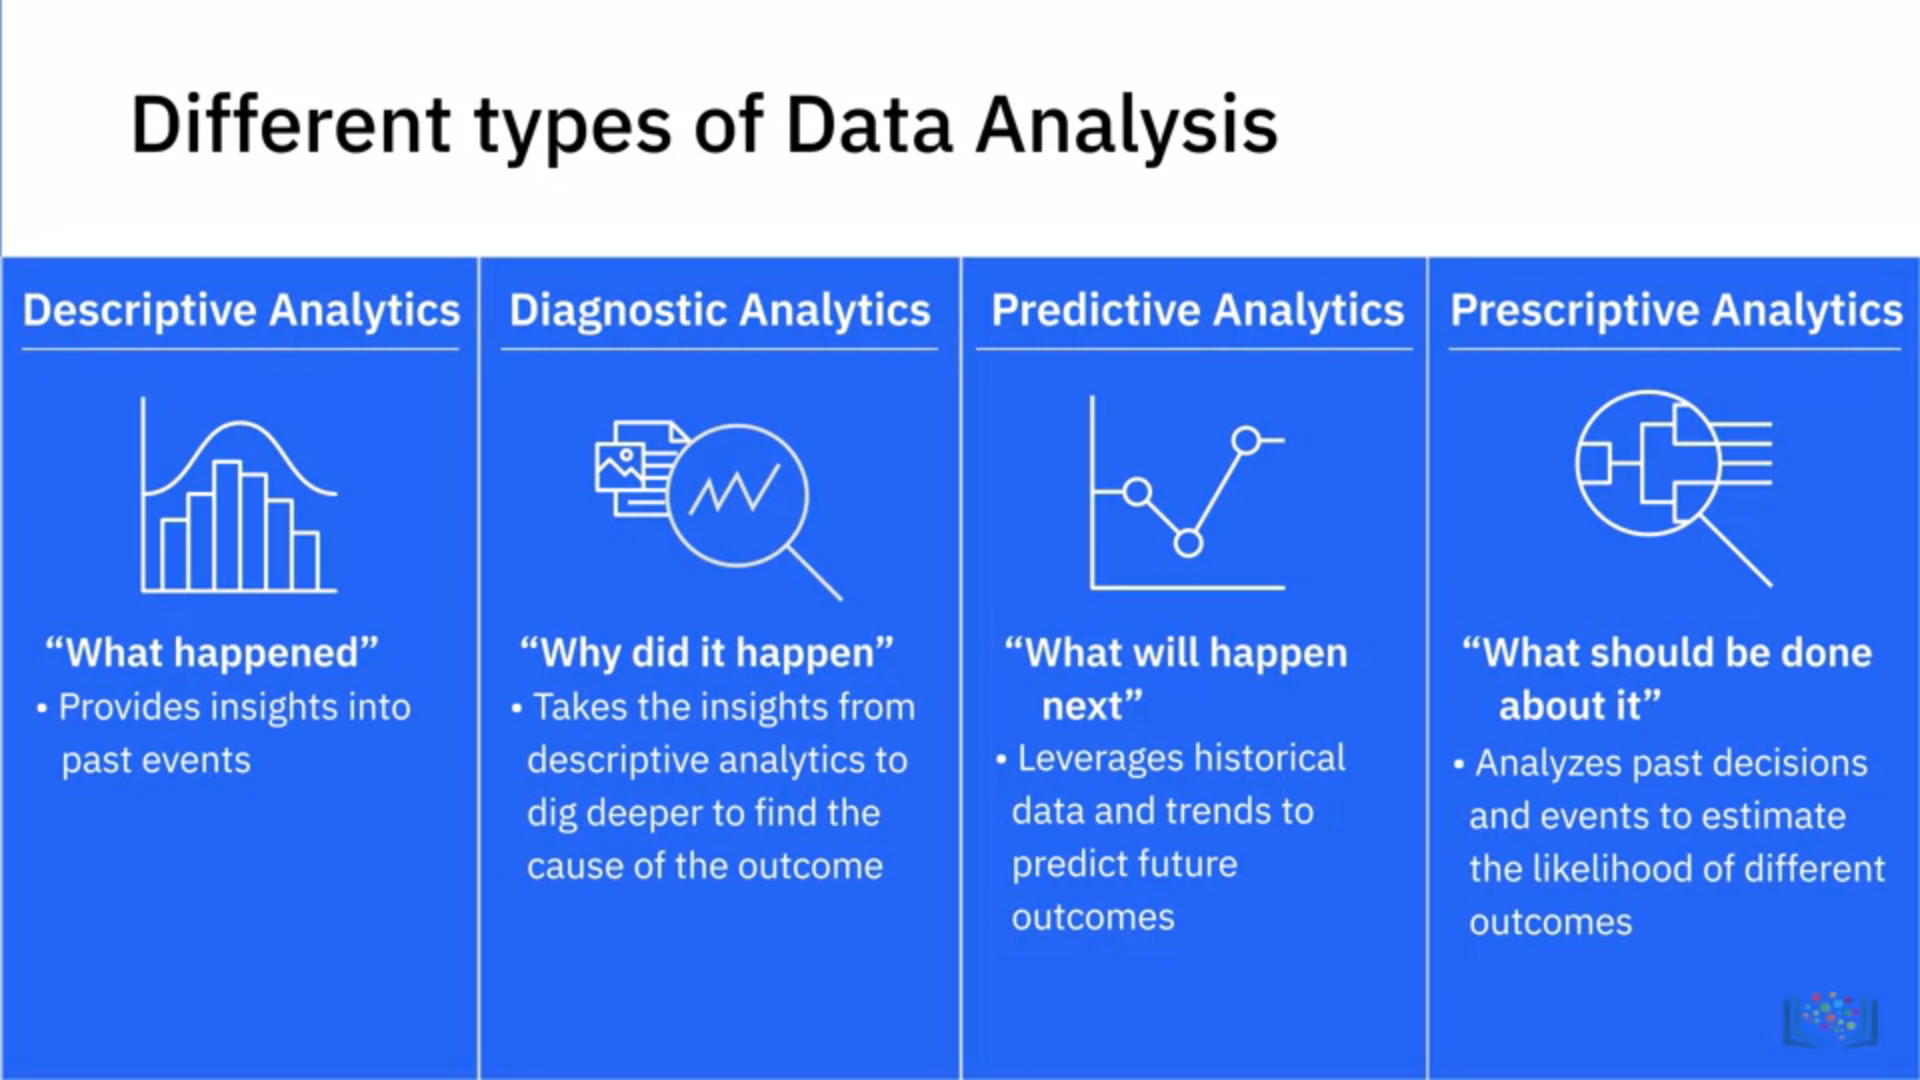 Different types of Data Analysis
Descriptive Analytics
“What happened”
• Provides insights into
past events
Diagnostic Analytics
“Why did it happen”
• Takes the insights from
descriptive analytics to
dig deeper to find the
cause of the outcome
Predictive Analytics
“What will happen
next”
• Leverages historical
data and trends to
predict future
outcomes
Prescriptive Analytics
“What should be done
about it”
• Analyzes past decisions
and events to estimate
the likelihood of different
outcomes